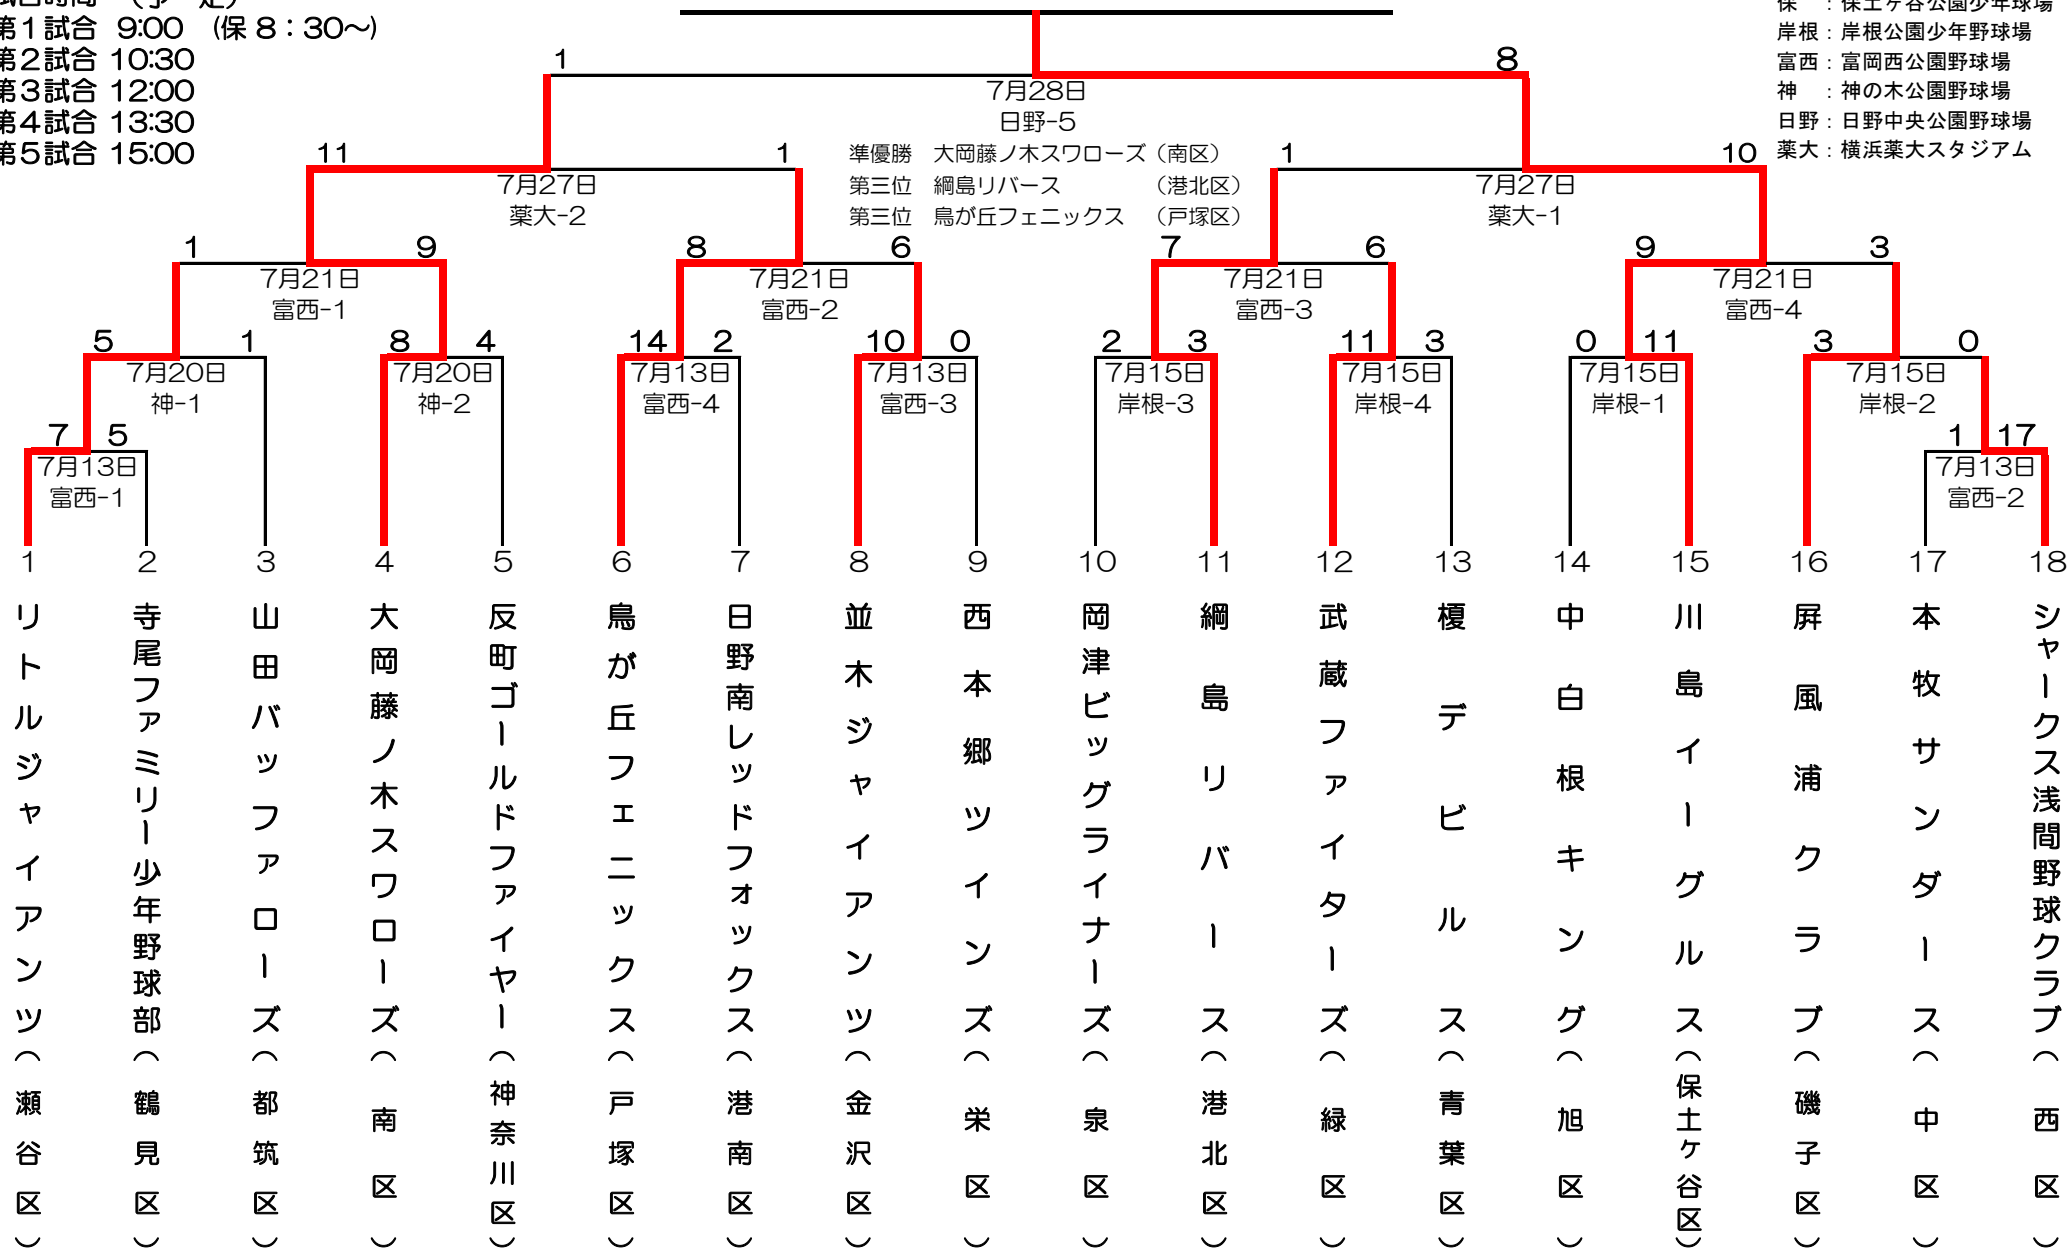 第1試合 9:00 (保 8:30～)
第2試合 10:30
第3試合 12:00
第4試合 13:30
第5試合 15:00
保 :保土ヶ谷公園少年球場
岸根:岸根公園少年野球場
富西:富岡西公園野球場
神 :神の木公園野球場
日野:日野中央公園野球場
薬大:横浜薬大スタジアム
1 8
7月28日
日野-5
準優勝 大岡藤ノ木スワローズ(南区)
第三位 綱島リバース (港北区)
第三位 鳥が丘フェニックス (戸塚区)
11 1
7月27日
薬大-2
1 10
7月27日
薬大-1
1 9
7月21日
富西-1
8 6
7月21日
富西-2
7 6
7月21日
富西-3
9 3
7月21日
富西-4
5 1
7月20日
神-1
8 4
7月20日
神-2
14 2
7月13日
富西-4
10 0
7月13日
富西-3
2 3
7月15日
岸根-3
11 3
7月15日
岸根-4
0 11
7月15日
岸根-1
3 0
7月15日
岸根-2
7 5
7月13日
富西-1
1 17
7月13日
富西-2
1 リトルジャイアンツ(瀬谷区)
2 寺尾ファミリー少年野球部(鶴見区)
3 山田バッファローズ(都筑区)
4 大岡藤ノ木スワローズ(南区)
5 反町ゴールドファイヤー(神奈川区)
6 鳥が丘フェニックス(戸塚区)
7 日野南レッドフォックス(港南区)
8 並木ジャイアンツ(金沢区)
9 西本郷ツインズ(栄区)
10 岡津ビッグライナーズ(泉区)
11 綱島リバース(港北区)
12 武蔵ファイターズ(緑区)
13 榎デビルス(青葉区)
14 中白根キング(旭区)
15 川島イーグルス(保土ヶ谷区)
16 屏風浦クラブ(磯子区)
17 本牧サンダース(中区)
18 シャークス浅間野球クラブ(西区)